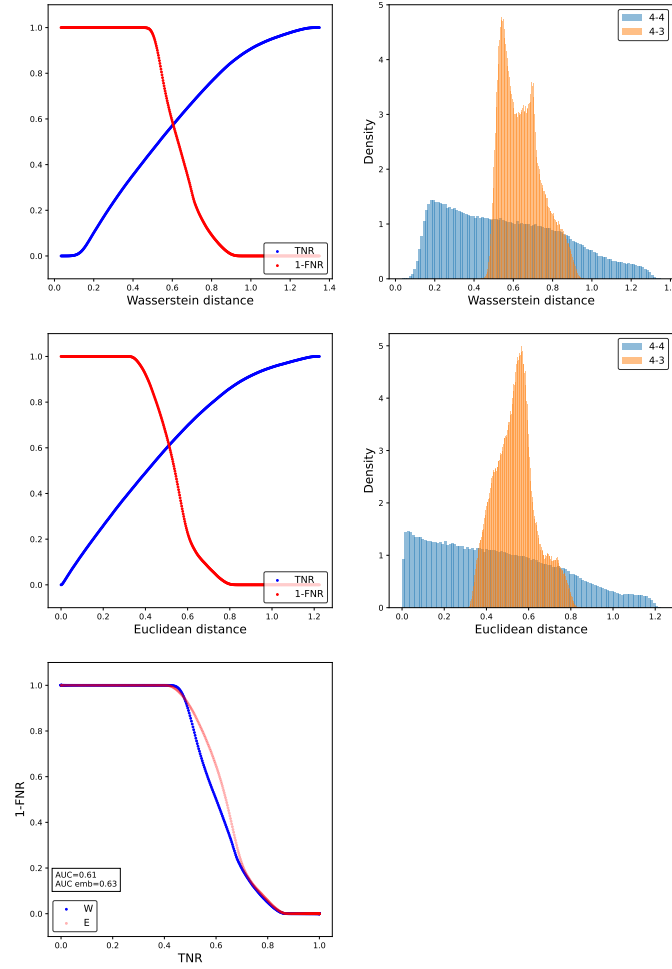 1.0
0.8
0.6
0.4
0.2
0.0
TNR
1-FNR
0.0 0.2 0.4 0.6 0.8 1.0 1.2 1.4
Wasserstein distance
5
4
3
2
1
0
Density
4-4
4-3
0.0 0.2 0.4 0.6 0.8 1.0 1.2 1.4
Wasserstein distance
1.0
0.8
0.6
0.4
0.2
0.0
TNR
1-FNR
0.0 0.2 0.4 0.6 0.8 1.0 1.2
Euclidean distance
5
4
3
2
1
0
Density
4-4
4-3
0.0 0.2 0.4 0.6 0.8 1.0 1.2
Euclidean distance
1.0
0.8
0.6
0.4
0.2
0.0
1-FNR
AUC=0.61
AUC emb=0.63
W
E
0.0 0.2 0.4 0.6 0.8 1.0
TNR